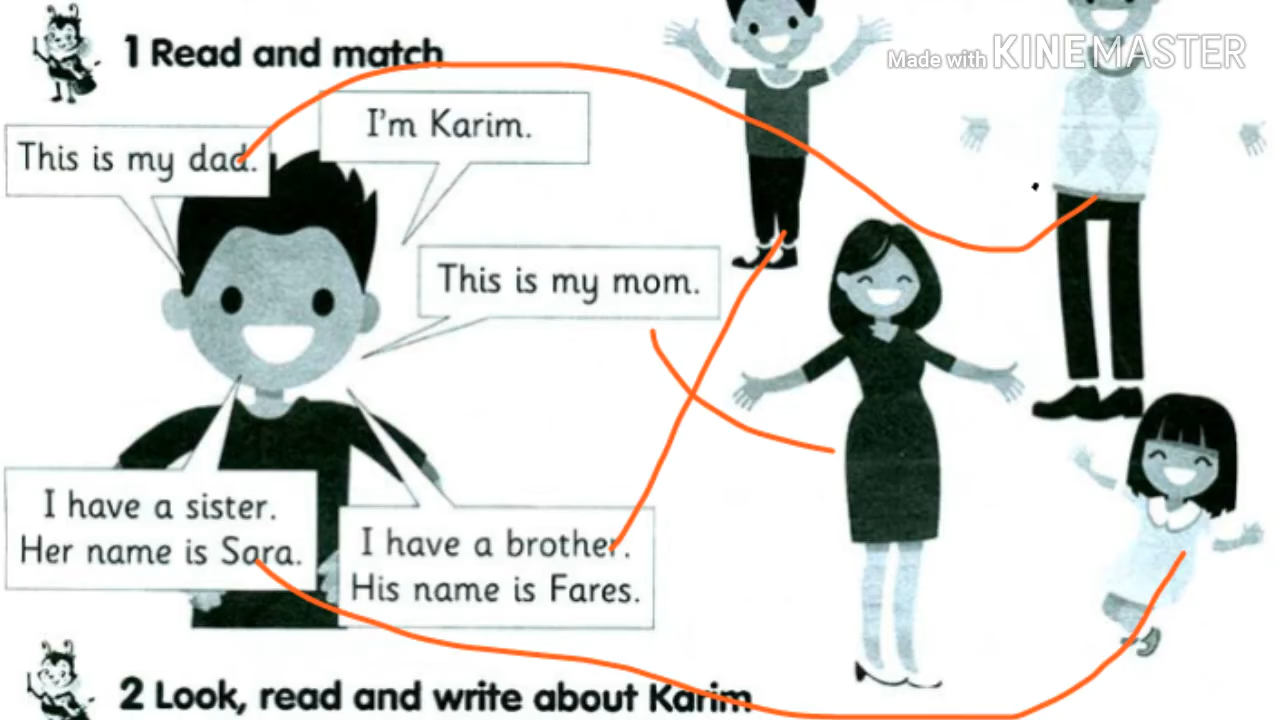 1 Read and match
Made with KINEMASTER
I'm Karim.
This is my dad.
This is my mom.
I have a sister.
Her name is Sara.
I have a brother.
His name is Fares.
2 Look, read and write about Karim